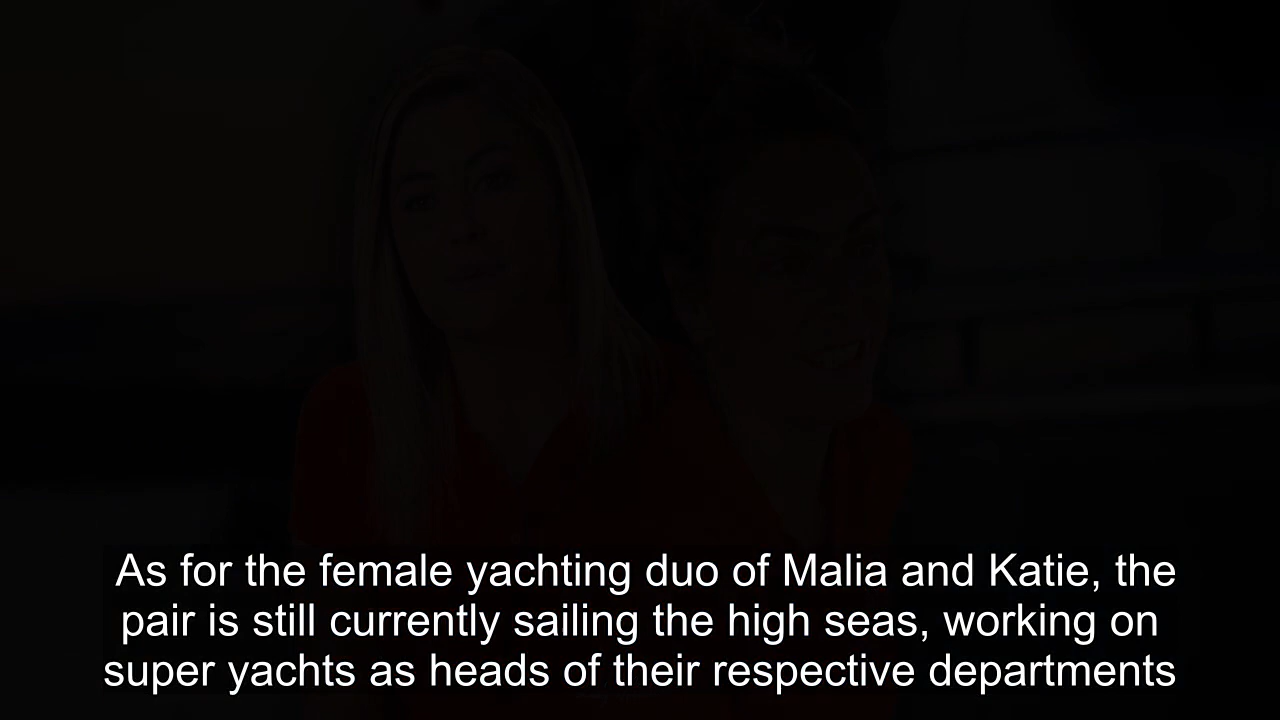 As for the female yachting duo of Malia and Katie, the
pair is still currently sailing the high seas, working on
super yachts as heads of their respective departments